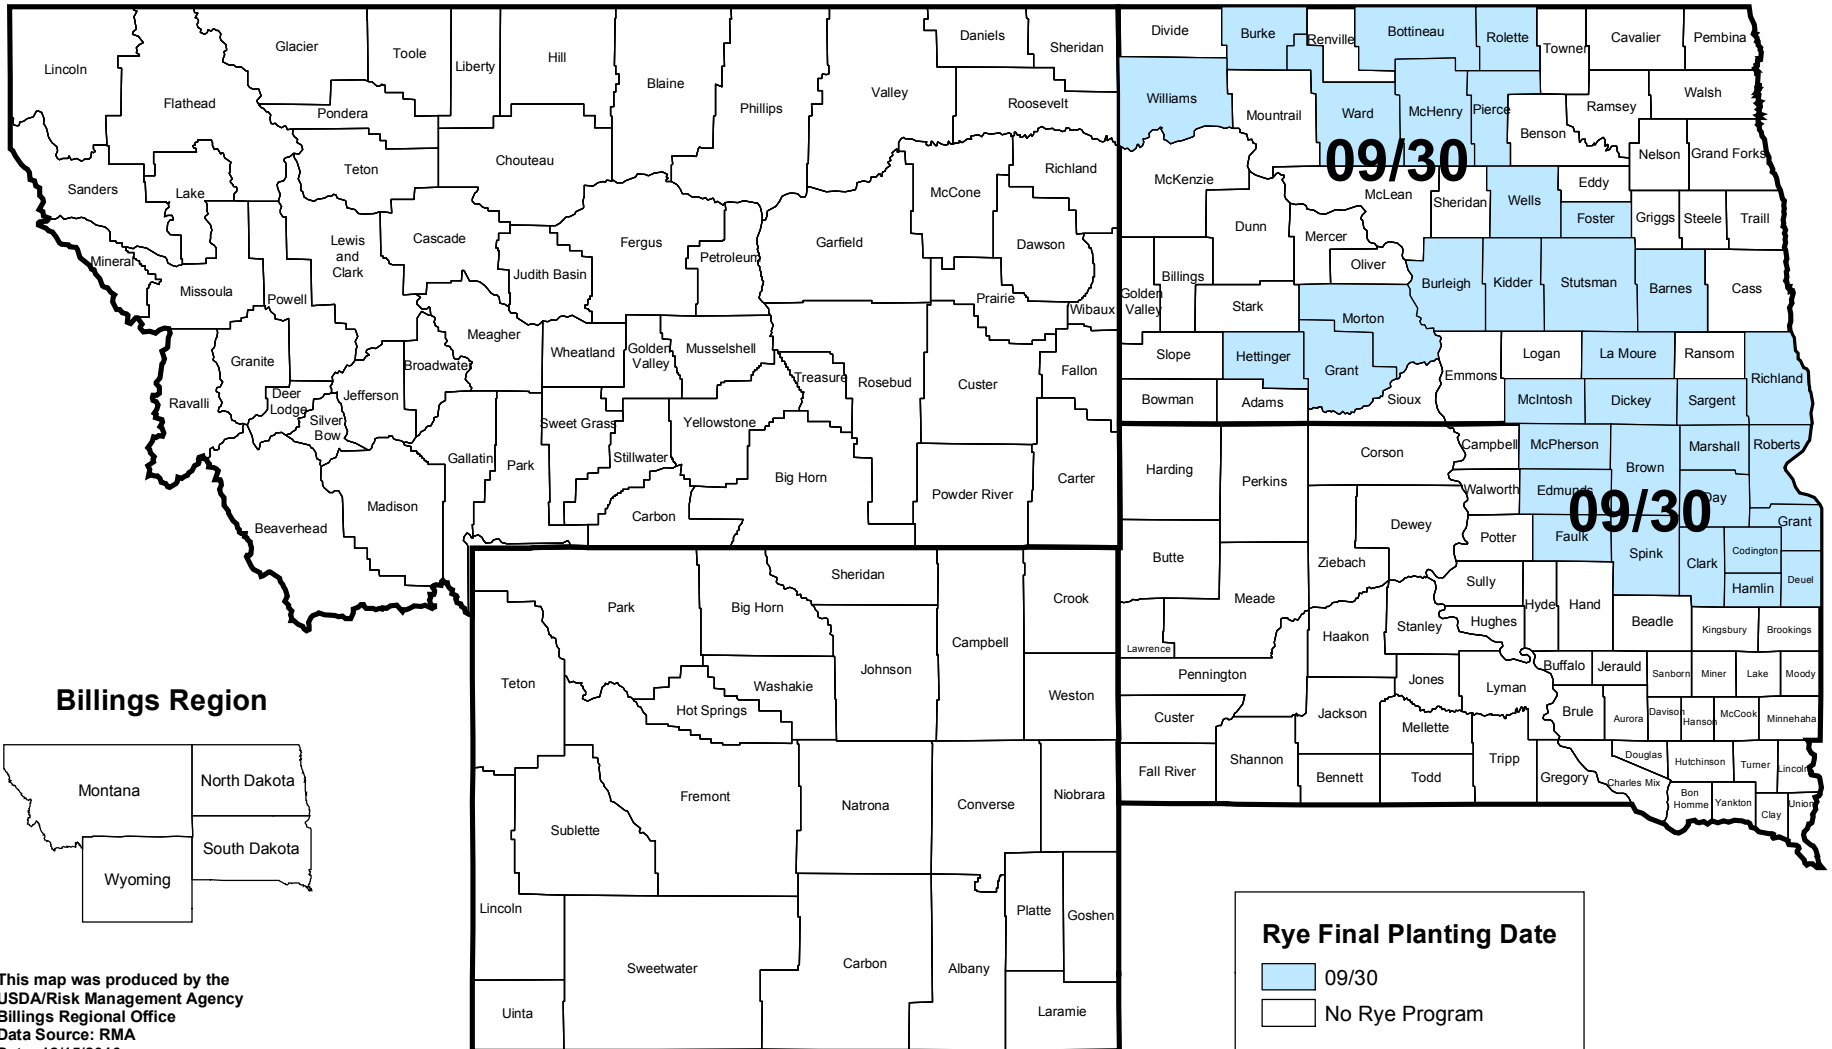 Lincoln
Flathead
Glacier
Toole
Liberty
Hill
Blaine
Phillips
Valley
Daniels
Sheridan
Roosevelt
Pondera
Teton
Chouteau
Sanders
Lake
Mineral
Missoula
Powell
Lewis
and
Clark
Cascade
Judith Basin
Fergus
Petroleum
Garfield
McCone
Richland
Dawson
Prairie
Wibaux
Granite
Ravalli
Deer
Lodge
Silver
Bow
Jefferson
Broadwater
Meagher
Wheatland
Golden
Valley
Musselshell
Treasure
Rosebud
Custer
Fallon
Sweet Grass
Stillwater
Yellowstone
Big Horn
Powder River
Carter
Gallatin
Park
Carbon
Madison
Beaverhead
Divide
Burke
Renville
Bottineau
Rolette
Towner
Cavalier
Pembina
Williams
Mountrail
Ward
McHenry
Pierce
Benson
Ramsey
Walsh
Nelson
Grand Forks
09/30
McKenzie
McLean
Sheridan
Wells
Eddy
Foster
Griggs
Steele
Traill
Dunn
Mercer
Oliver
Billings
Golden
Valley
Stark
Morton
Burleigh
Kidder
Stutsman
Barnes
Cass
Slope
Hettinger
Grant
Sioux
Emmons
Logan
La Moure
Ransom
Richland
Bowman
Adams
McIntosh
Dickey
Sargent
Harding
Perkins
Corson
Campbell
McPherson
Brown
Marshall
Roberts
Walworth
Edmunds
Day
09/30
Grant
Dewey
Potter
Faulk
Spink
Clark
Codington
Hamlin
Deuel
Butte
Ziebach
Meade
Sully
Hyde
Hand
Beadle
Kingsbury
Brookings
Lawrence
Haakon
Stanley
Hughes
Pennington
Jones
Lyman
Buffalo
Jerauld
Sanborn
Miner
Lake
Moody
Custer
Jackson
Mellette
Brule
Aurora
Davison
Hanson
McCook
Minnehaha
Fall River
Shannon
Bennett
Todd
Tripp
Gregory
Charles Mix
Douglas
Hutchinson
Turner
Lincoln
Bon
Homme
Yankton
Clay
Union
Park
Big Horn
Sheridan
Crook
Campbell
Johnson
Weston
Teton
Washakie
Hot Springs
Fremont
Sublette
Natrona
Converse
Niobrara
Lincoln
Sweetwater
Carbon
Albany
Platte
Goshen
Laramie
Uinta
Billings Region
Montana
North Dakota
South Dakota
Wyoming
This map was produced by the
USDA/Risk Management Agency
Billings Regional Office
Data Source: RMA
Rye Final Planting Date
09/30
No Rye Program